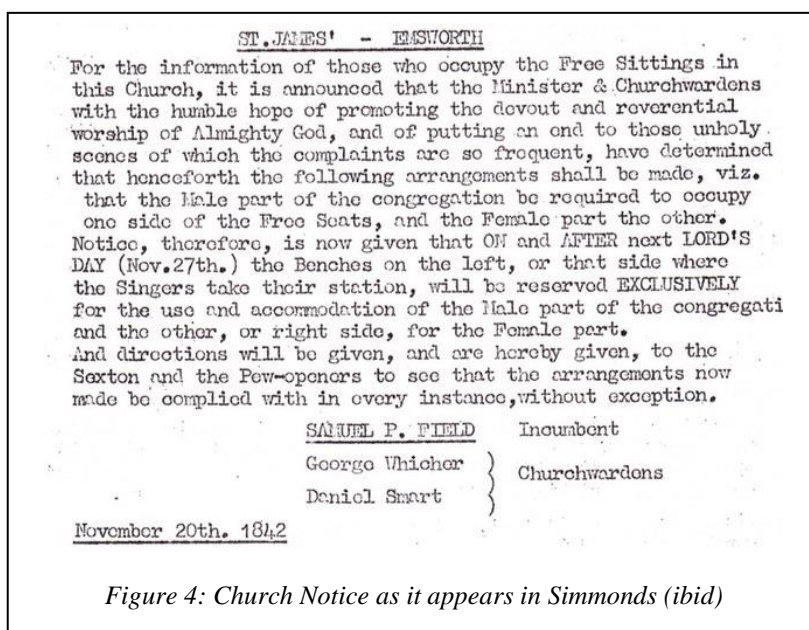 ST.JAMES' - EMSWORTH
For the information of those who occupy the Free Sittings in
this Church, it is announced that the Minister & Churchwardens
with the humble hope of promoting the devout and reverential
worship of Almighty God, and of putting an end to those unholy
scenes of which the complaints are so frequent, have determined
that henceforth the following arrangements shall be made, viz.
that the Male part of the congregation be required to occupy
one side of the Free Seats, and the Female part the other.
Notice, therefore, is now given that ON and AFTER next LORD'S
DAY (Nov.27th.) the Benches on the left, or that side where
the Singers take their station, will be reserved EXCLUSIVELY
for the use and accommodation of the Male part of the congregati
and the other, or right side, for the Female part.
And directions will be given, and are hereby given, to the
Sexton and the Pew-openers to see that the arrangements now
made be complied with in every instance,without exception.
SAMUEL P. FIELD Incumbent
George Whicher )
Daniel Smart ) Churchwardens
November 20th. 1842
Figure 4: Church Notice as it appears in Simmonds (ibid)